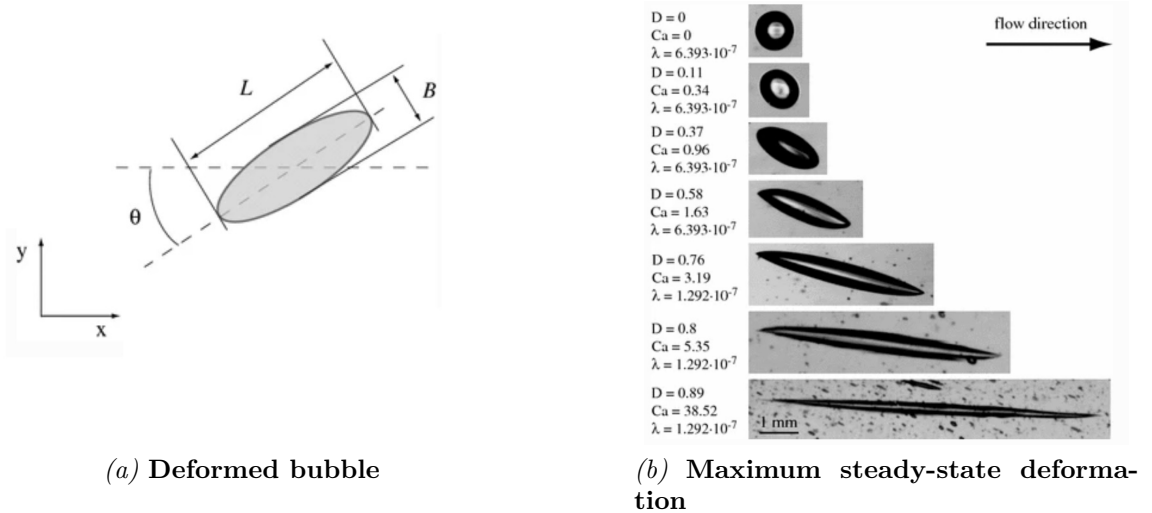 L
B
θ
y
x
(a) Deformed bubble
D = 0
Ca = 0
λ = 6.393·10⁻⁷
D = 0.11
Ca = 0.34
λ = 6.393·10⁻⁷
D = 0.37
Ca = 0.96
λ = 6.393·10⁻⁷
D = 0.58
Ca = 1.63
λ = 6.393·10⁻⁷
D = 0.76
Ca = 3.19
λ = 1.292·10⁻⁷
D = 0.8
Ca = 5.35
λ = 1.292·10⁻⁷
D = 0.89
Ca = 38.52
λ = 1.292·10⁻⁷
flow direction
1 mm
(b) Maximum steady-state deforma-
tion